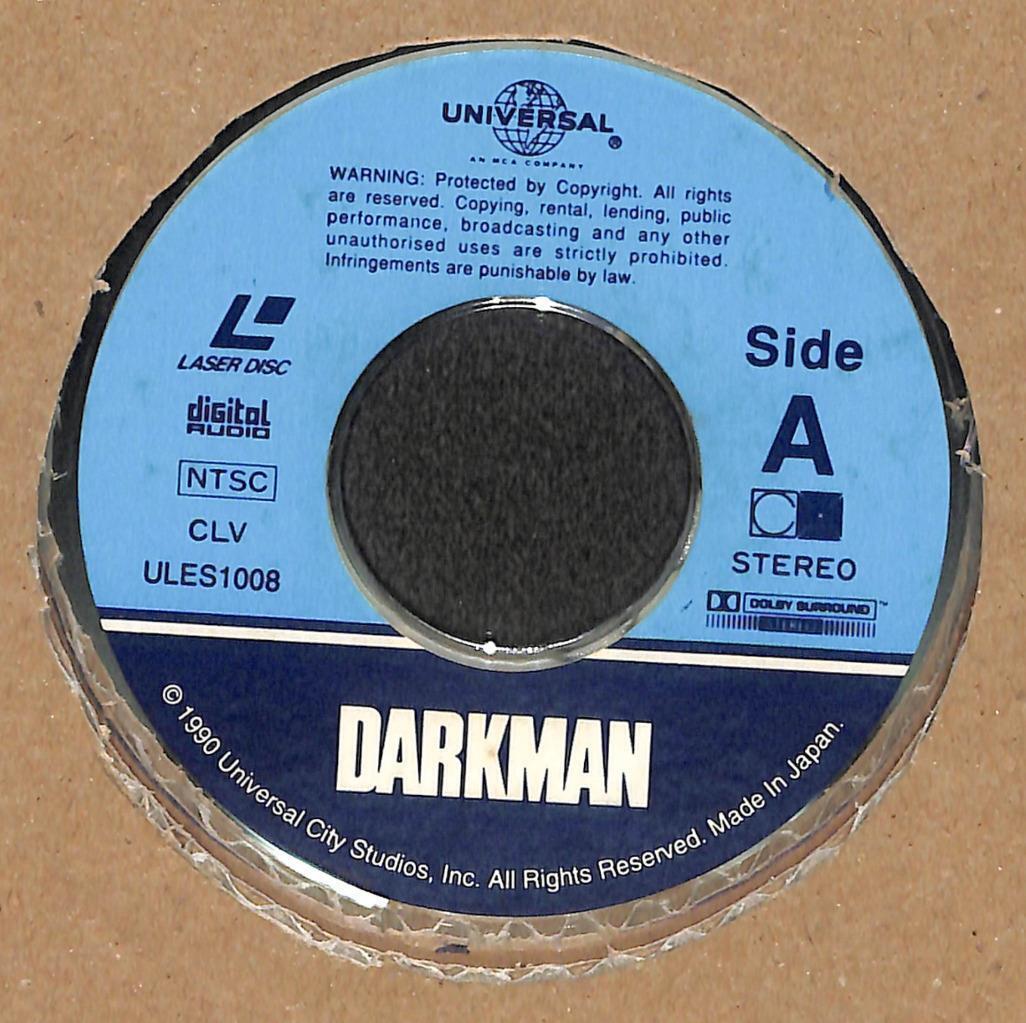 UNIVERSAL®
AN MCA COMPANY
WARNING: Protected by Copyright. All rights
are reserved. Copying, rental, lending, public
performance, broadcasting and any other
unauthorised uses are strictly prohibited.
Infringements are punishable by law.
LASER DISC
digital
AUDIO
NTSC
CLV
ULES1008
Side
A
STEREO
DOLBY SURROUND™
STEREO
DARKMAN
© 1990 Universal City Studios, Inc. All Rights Reserved. Made In Japan.